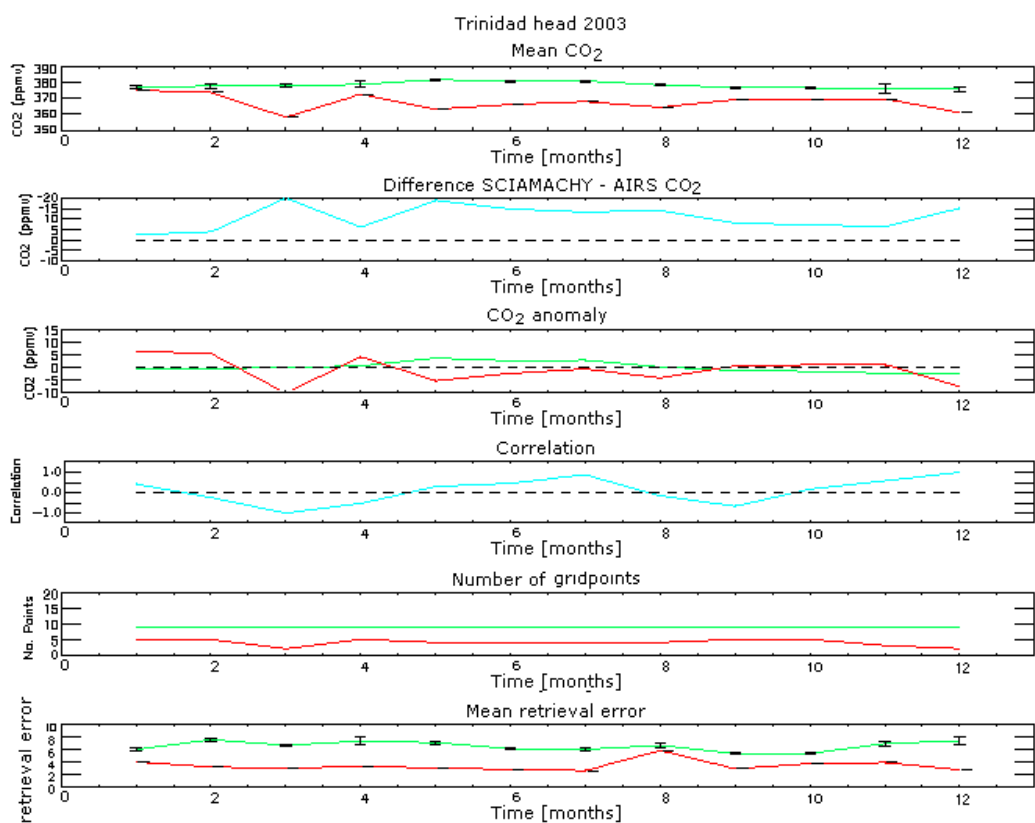 Trinidad head 2003
Mean CO2
CO2 (ppmv)
390
380
370
360
350
0 2 4 6 8 10 12
Time [months]
Difference SCIAMACHY - AIRS CO2
CO2 (ppmv)
-20
15
10
5
0
-5
-10
0 2 4 6 8 10 12
Time [months]
CO2 anomaly
CO2 (ppmv)
15
10
5
0
-5
-10
0 2 4 6 8 10 12
Time [months]
Correlation
Correlation
1.0
0.0
-1.0
0 2 4 6 8 10 12
Time [months]
Number of gridpoints
No. Points
20
15
10
5
0
0 2 4 6 8 10 12
Time [months]
Mean retrieval error
retrieval error
10
8
6
4
2
0
0 2 4 6 8 10 12
Time [months]